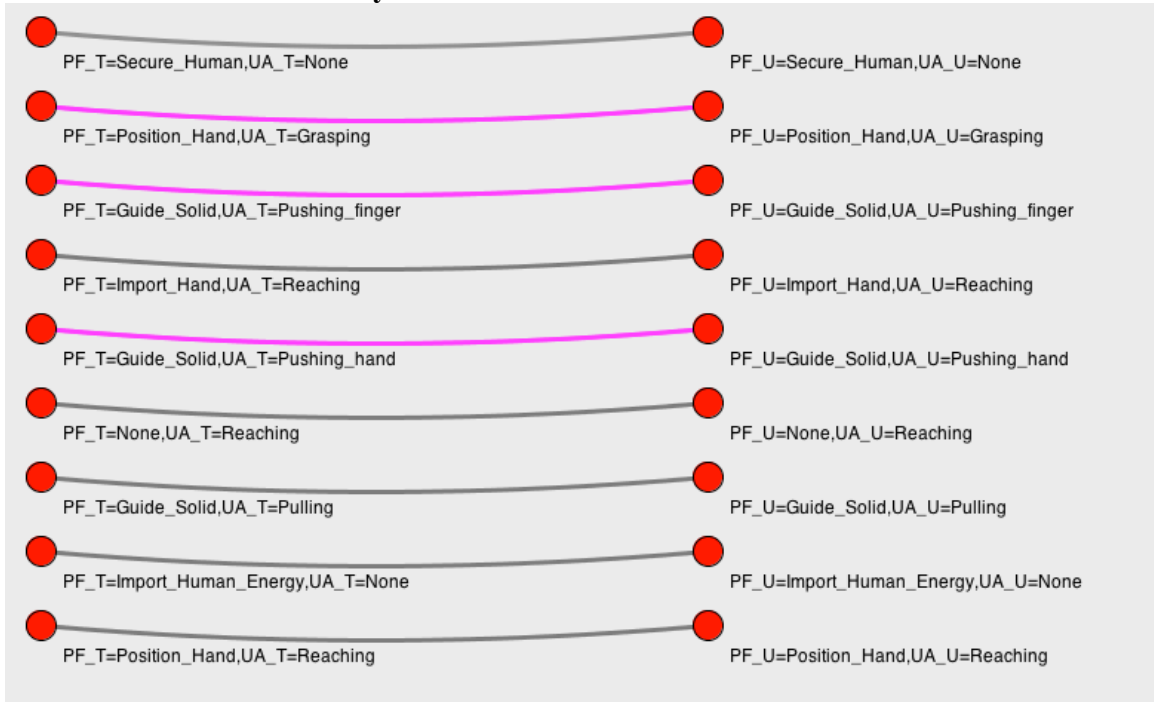 PF_T=Secure_Human,UA_T=None PF_U=Secure_Human,UA_U=None
PF_T=Position_Hand,UA_T=Grasping PF_U=Position_Hand,UA_U=Grasping
PF_T=Guide_Solid,UA_T=Pushing_finger PF_U=Guide_Solid,UA_U=Pushing_finger
PF_T=Import_Hand,UA_T=Reaching PF_U=Import_Hand,UA_U=Reaching
PF_T=Guide_Solid,UA_T=Pushing_hand PF_U=Guide_Solid,UA_U=Pushing_hand
PF_T=None,UA_T=Reaching PF_U=None,UA_U=Reaching
PF_T=Guide_Solid,UA_T=Pulling PF_U=Guide_Solid,UA_U=Pulling
PF_T=Import_Human_Energy,UA_T=None PF_U=Import_Human_Energy,UA_U=None
PF_T=Position_Hand,UA_T=Reaching PF_U=Position_Hand,UA_U=Reaching